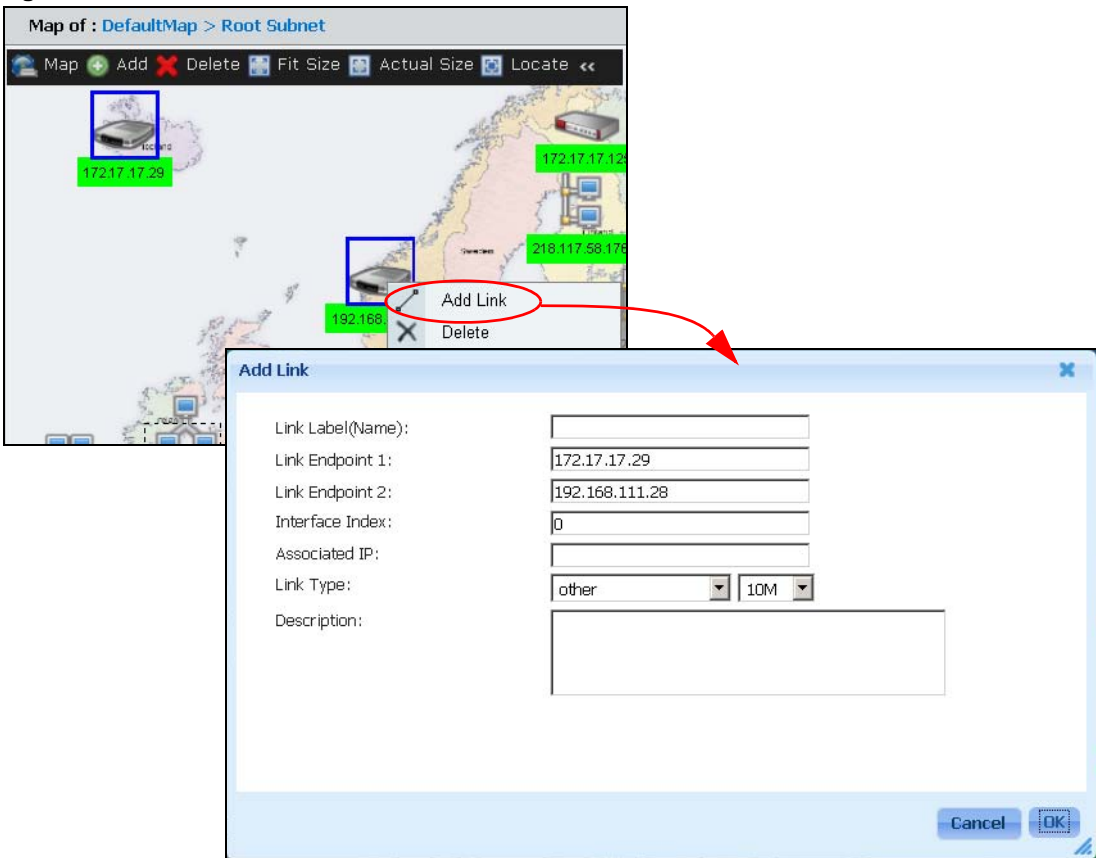 Map of : DefaultMap > Root Subnet
Map Add Delete Fit Size Actual Size Locate <<
Iceland
172.17.17.29
172.17.17.12
Sweden
Finland
218.117.58.176
192.168.
Add Link
Delete
Add Link
Link Label(Name):
Link Endpoint 1: 172.17.17.29
Link Endpoint 2: 192.168.111.28
Interface Index: 0
Associated IP:
Link Type: other 10M
Description:
Cancel OK